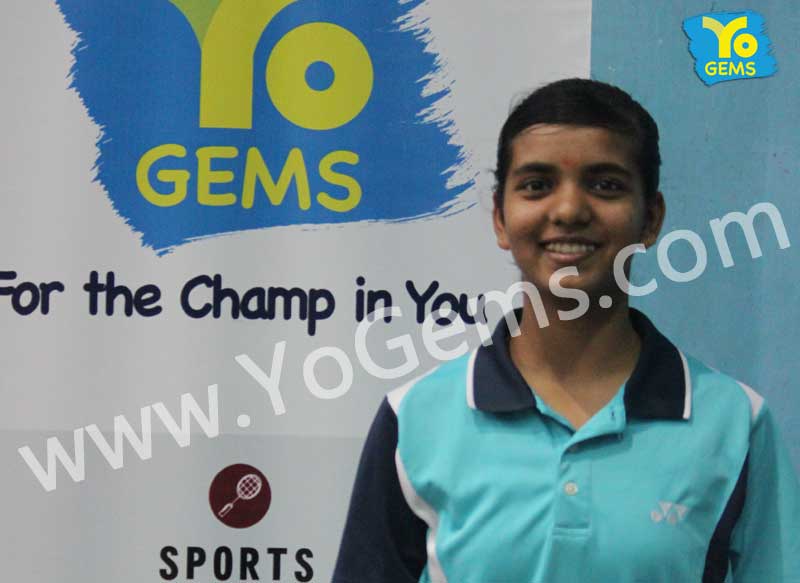 Yo
GEMS
Yo
GEMS
For the Champ in You
www.YoGems.com
SPORTS